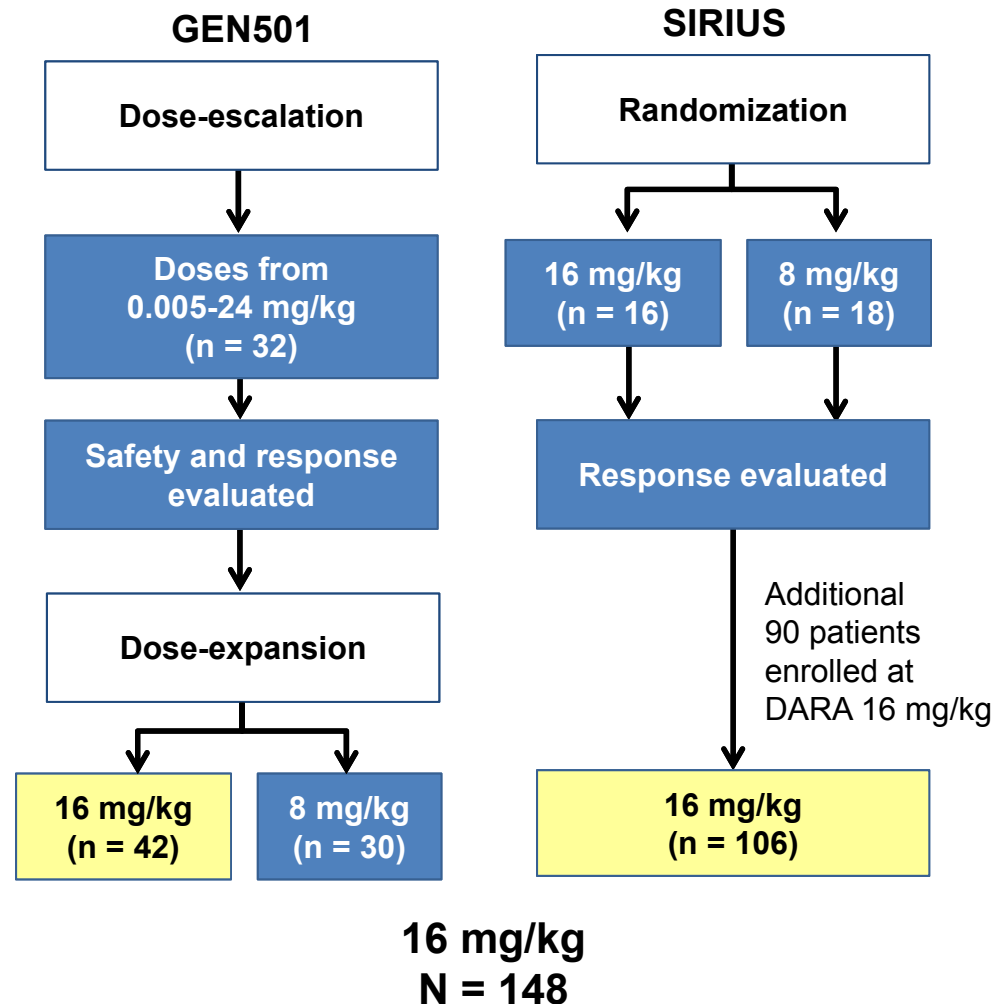 GEN501
Dose-escalation
Doses from
0.005-24 mg/kg
(n = 32)
Safety and response
evaluated
Dose-expansion
16 mg/kg
(n = 42)
8 mg/kg
(n = 30)
SIRIUS
Randomization
16 mg/kg
(n = 16)
8 mg/kg
(n = 18)
Response evaluated
Additional
90 patients
enrolled at
DARA 16 mg/kg
16 mg/kg
(n = 106)
16 mg/kg
N = 148